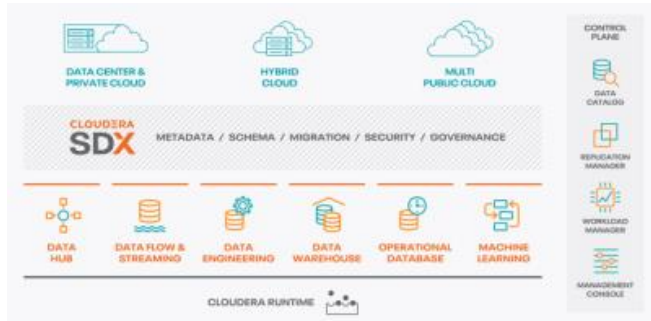 DATA CENTER &
PRIVATE CLOUD
HYBRID
CLOUD
MULTI
PUBLIC CLOUD
CLOUDERA
SDX
METADATA / SCHEMA / MIGRATION / SECURITY / GOVERNANCE
DATA
HUB
DATA FLOW &
STREAMING
DATA
ENGINEERING
DATA
WAREHOUSE
OPERATIONAL
DATABASE
MACHINE
LEARNING
CLOUDERA RUNTIME
CONTROL
PLANE
DATA
CATALOG
REPLICATION
MANAGER
WORKLOAD
MANAGER
MANAGEMENT
CONSOLE